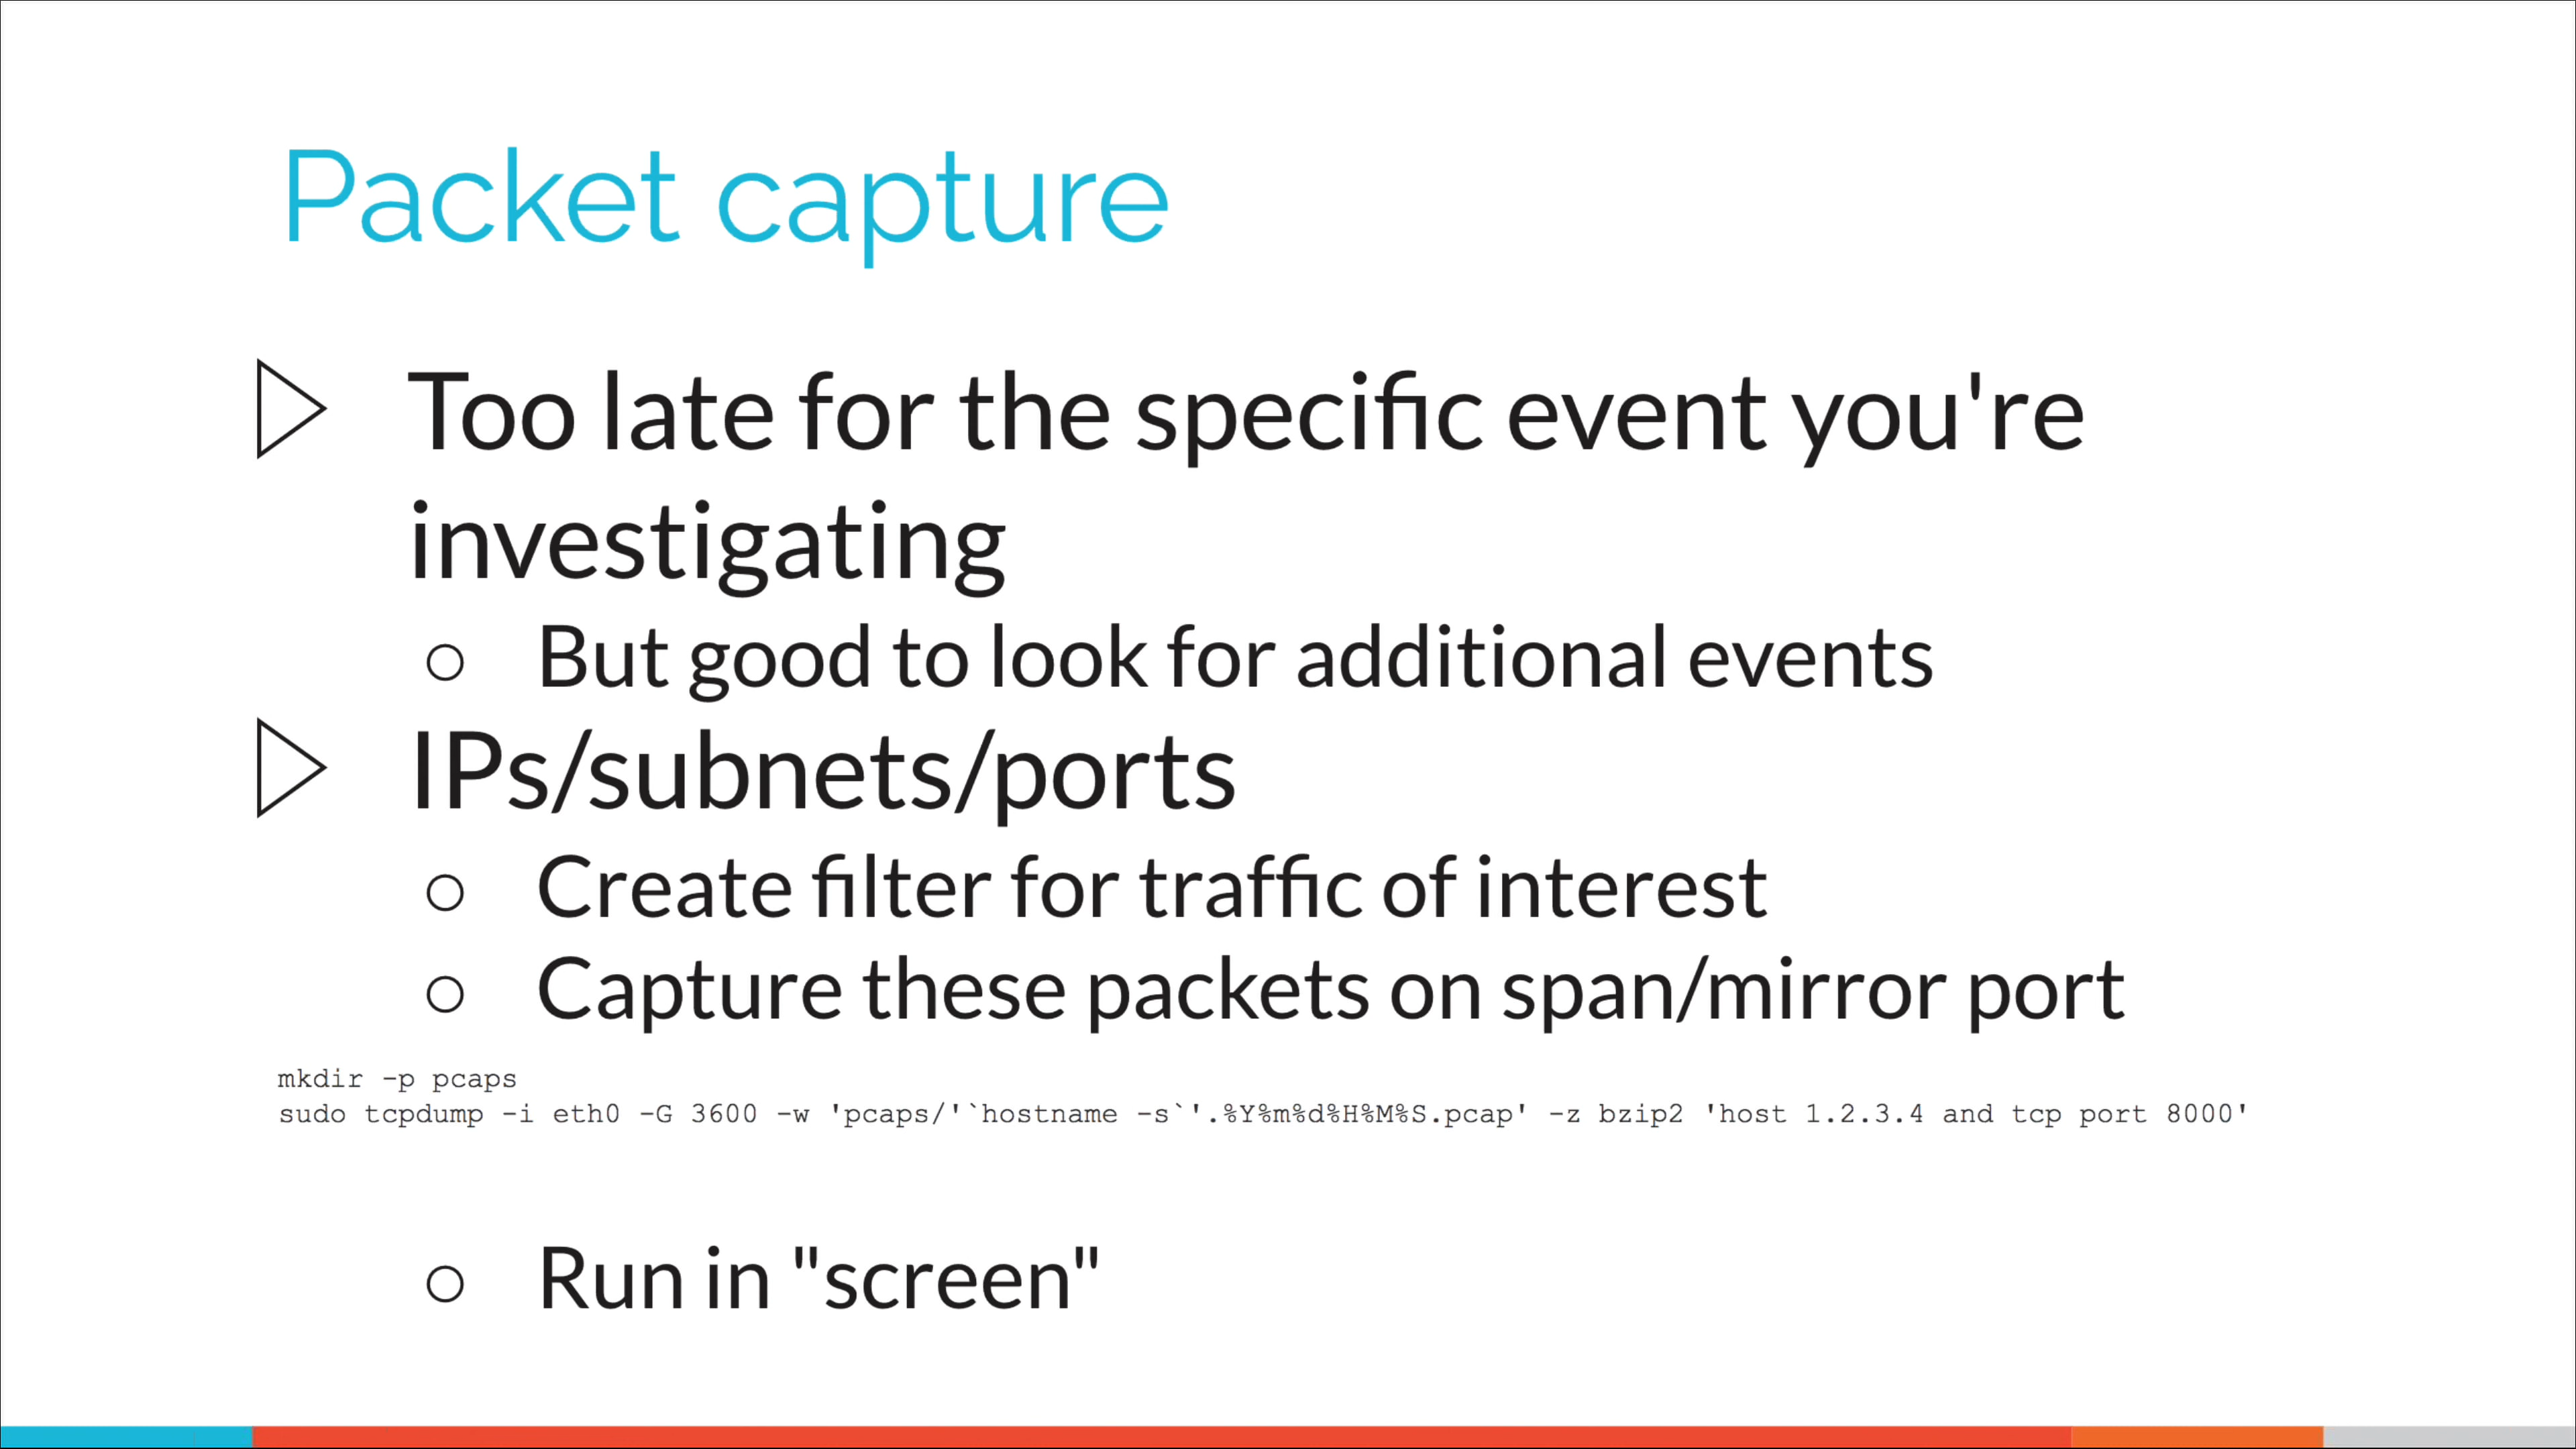 Packet capture
Too late for the specific event you're
investigating
But good to look for additional events
IPs/subnets/ports
Create filter for traffic of interest
Capture these packets on span/mirror port
mkdir -p pcaps
sudo tcpdump -i eth0 -G 3600 -w 'pcaps/'`hostname -s`'.%Y%m%d%H%M%S.pcap' -z bzip2 'host 1.2.3.4 and tcp port 8000'
Run in "screen"